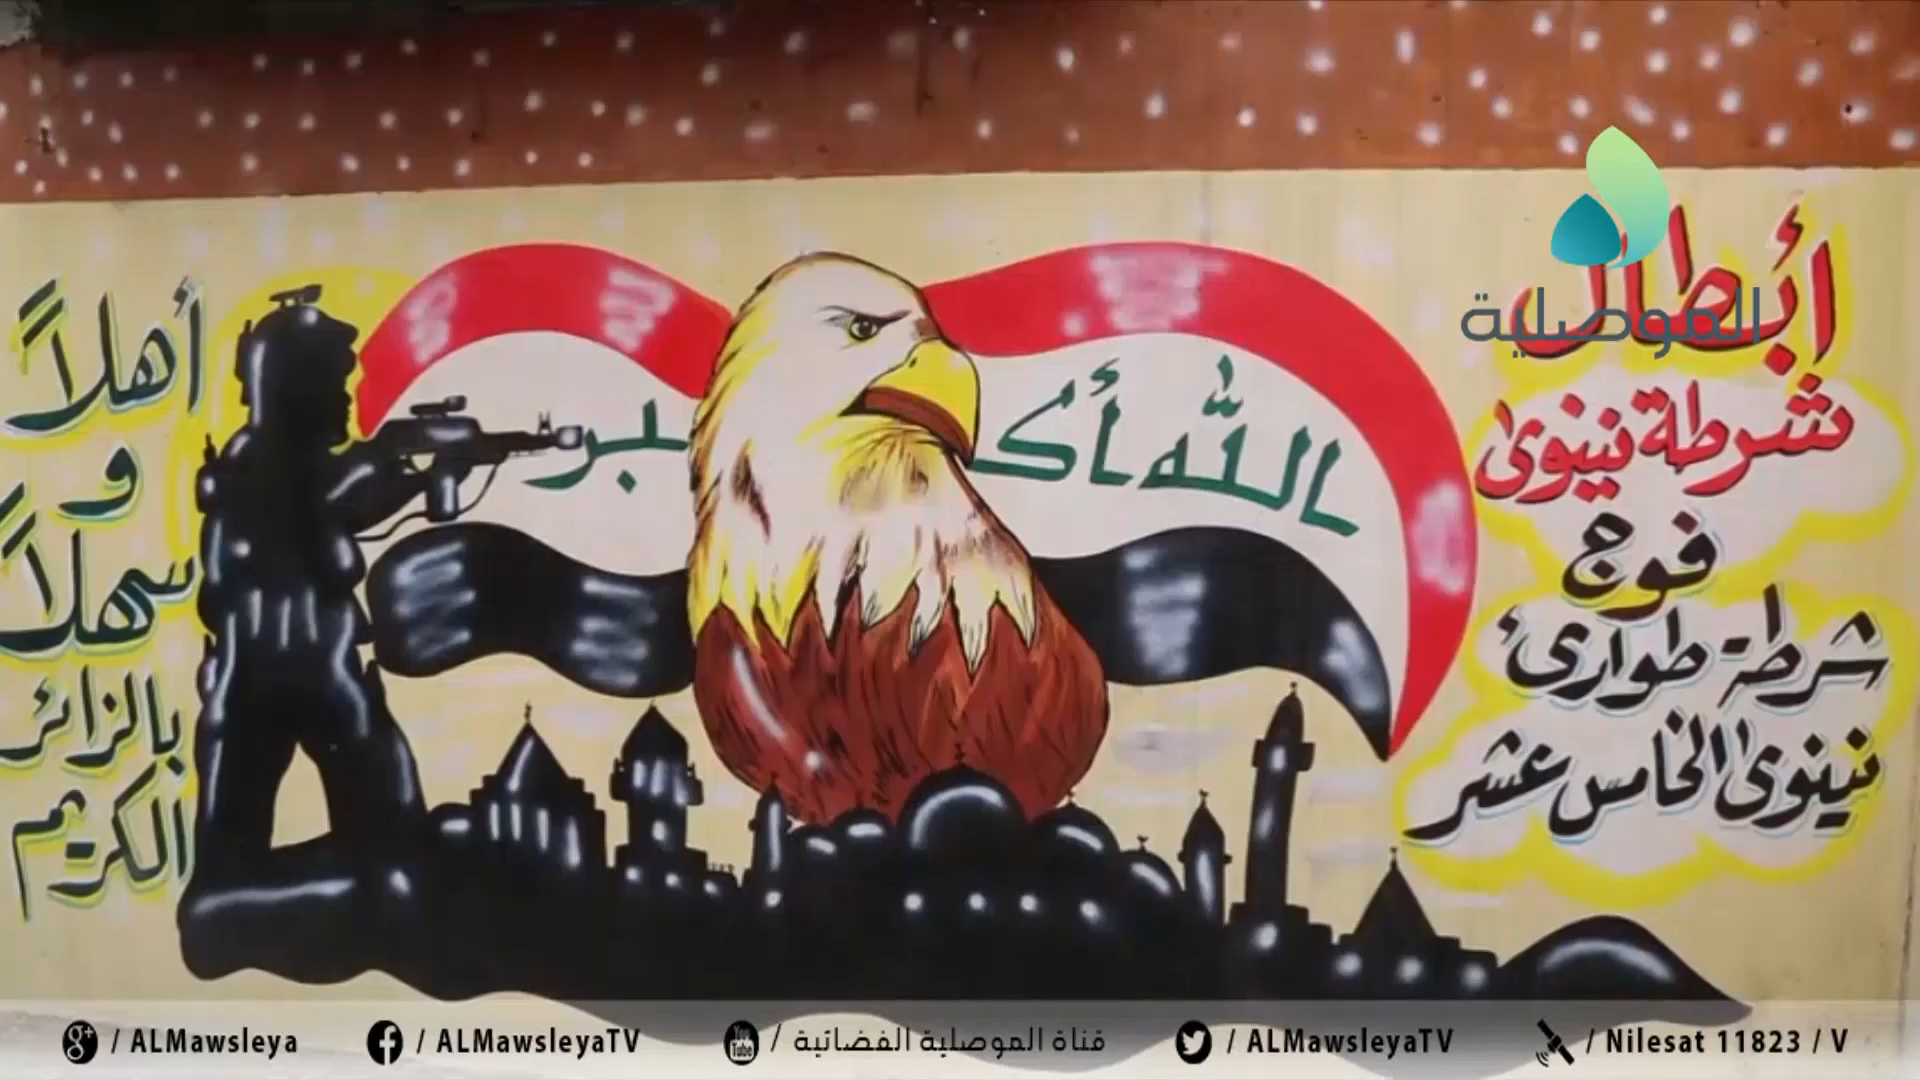 الموصلية
أبطال
شرطة نينوى
فوج
شرطة طوارئ
نينوى الخامس عشر
الله أكبر
أهلاً
و
سهلاً
بالزائر
الكريم
/ ALMawsleya
/ ALMawsleyaTV
/ قناة الموصلية الفضائية
/ ALMawsleyaTV
/ Nilesat 11823 / V